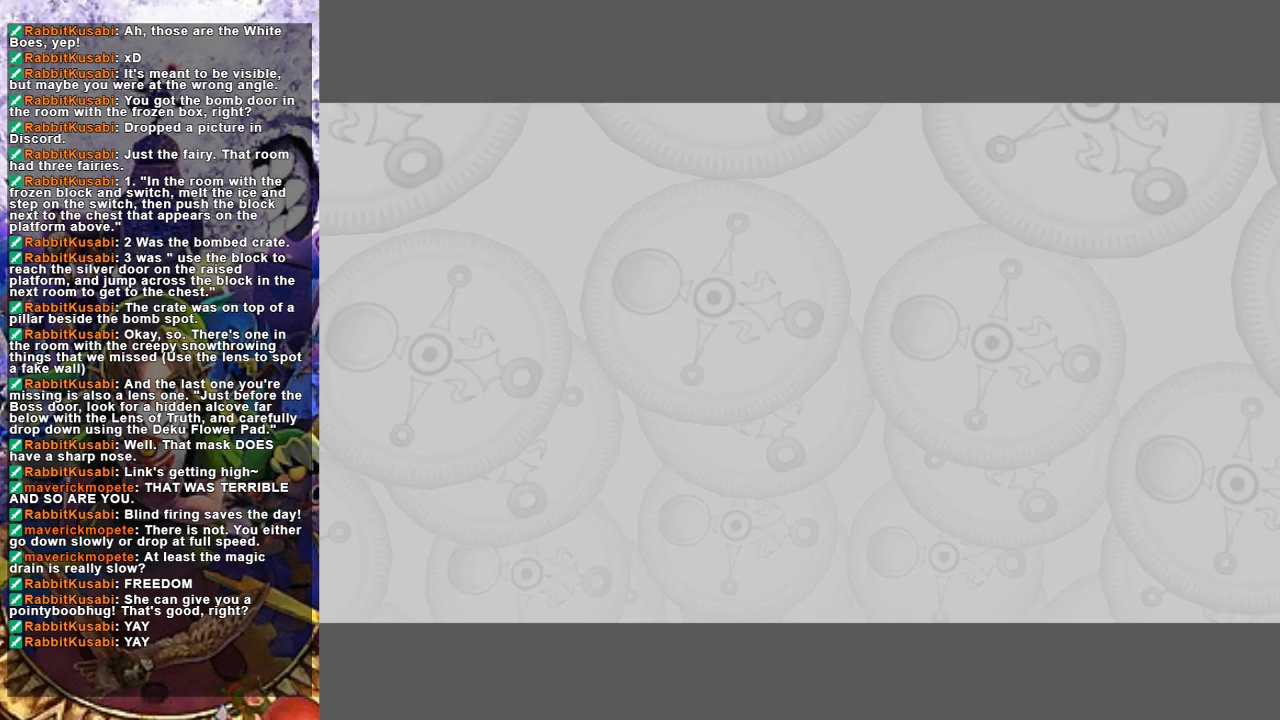 RabbitKusabi: Ah, those are the White
Boes, yep!
RabbitKusabi: xD
RabbitKusabi: It's meant to be visible,
but maybe you were at the wrong angle.
RabbitKusabi: You got the bomb door in
the room with the frozen box, right?
RabbitKusabi: Dropped a picture in
Discord.
RabbitKusabi: Just the fairy. That room
had three fairies.
RabbitKusabi: 1. "In the room with the
frozen block and switch, melt the ice and
step on the switch, then push the block
next to the chest that appears on the
platform above."
RabbitKusabi: 2 Was the bombed crate.
RabbitKusabi: 3 was " use the block to
reach the silver door on the raised
platform, and jump across the block in the
next room to get to the chest."
RabbitKusabi: The crate was on top of a
pillar beside the bomb spot.
RabbitKusabi: Okay, so. There's one in
the room with the creepy snowthrowing
things that we missed (Use the lens to spot
a fake wall)
RabbitKusabi: And the last one you're
missing is also a lens one. "Just before the
Boss door, look for a hidden alcove far
below with the Lens of Truth, and carefully
drop down using the Deku Flower Pad."
RabbitKusabi: Well. That mask DOES
have a sharp nose.
RabbitKusabi: Link's getting high~
maverickmopete: THAT WAS TERRIBLE
AND SO ARE YOU.
RabbitKusabi: Blind firing saves the day!
maverickmopete: There is not. You either
go down slowly or drop at full speed.
maverickmopete: At least the magic
drain is really slow?
RabbitKusabi: FREEDOM
RabbitKusabi: She can give you a
pointyboobhug! That's good, right?
RabbitKusabi: YAY
RabbitKusabi: YAY